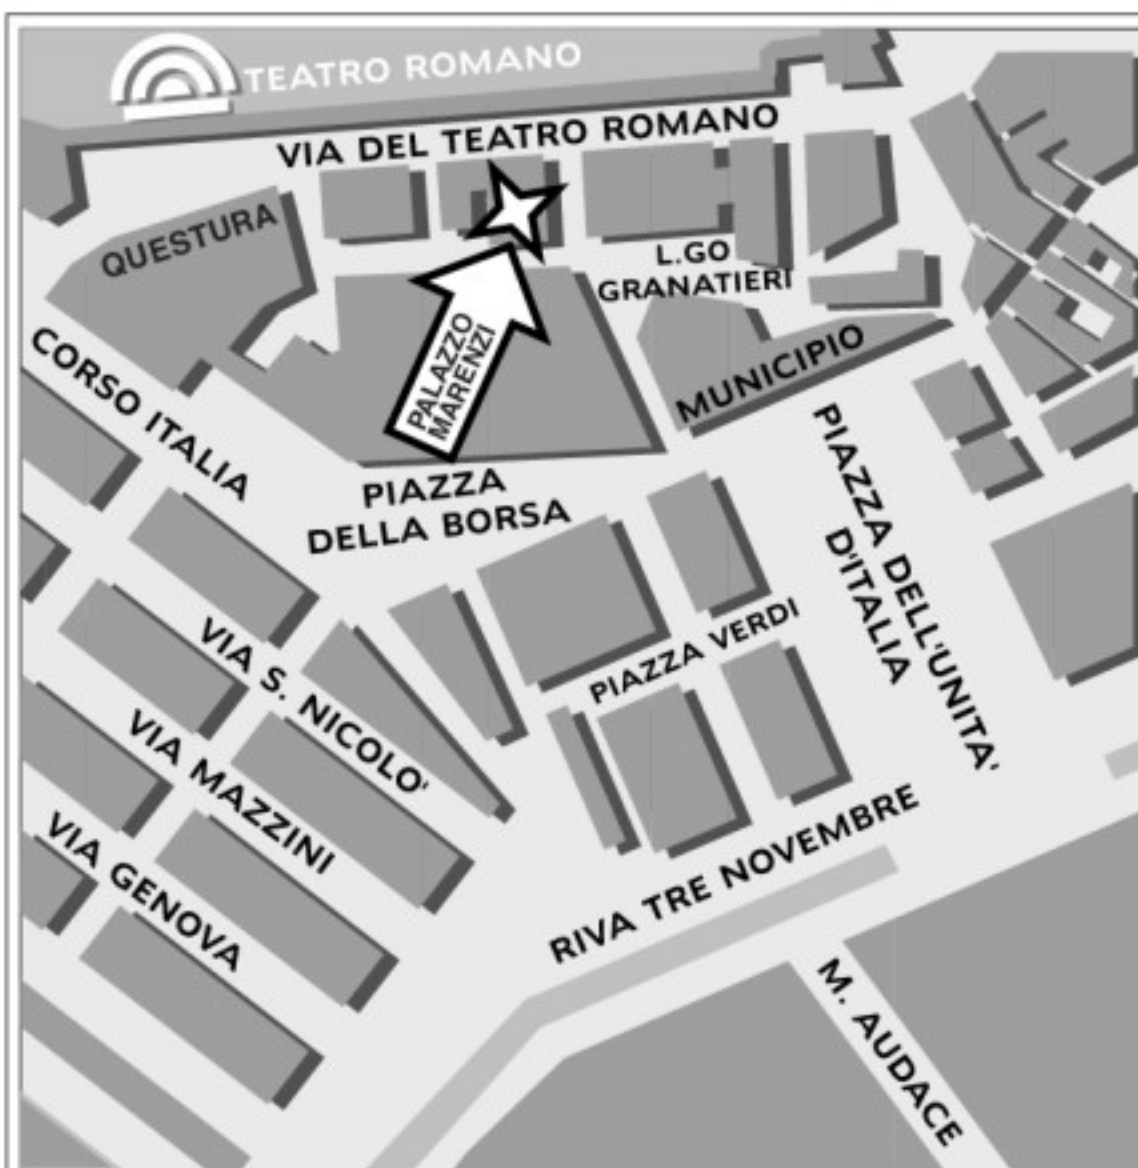 TEATRO ROMANO
VIA DEL TEATRO ROMANO
QUESTURA
L.GO
GRANATIERI
PALAZZO
MARENZI
MUNICIPIO
CORSO ITALIA
PIAZZA
DELLA BORSA
PIAZZA DELL'UNITA'
D'ITALIA
PIAZZA VERDI
VIA S. NICOLO'
VIA MAZZINI
VIA GENOVA
RIVA TRE NOVEMBRE
M. AUDACE